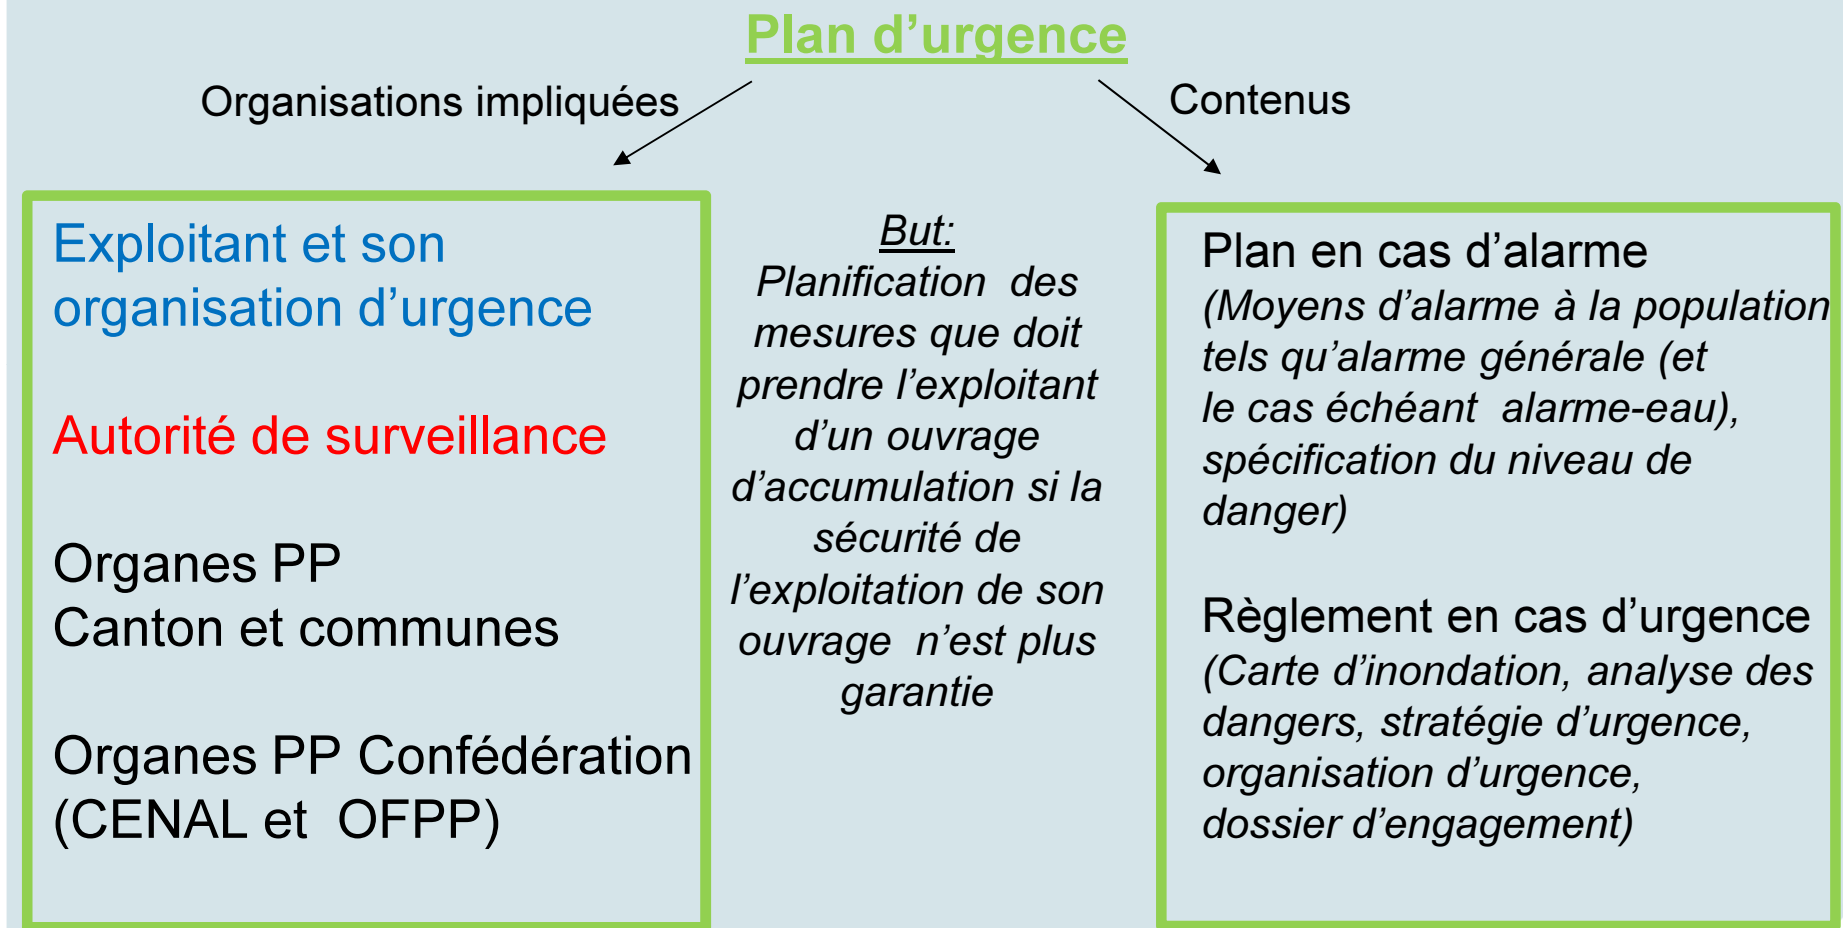 Plan d’urgence
Organisations impliquées
Contenus
Exploitant et son
organisation d’urgence
Autorité de surveillance
Organes PP
Canton et communes
Organes PP Confédération
(CENAL et OFPP)
But:
Planification des
mesures que doit
prendre l’exploitant
d’un ouvrage
d’accumulation si la
sécurité de
l’exploitation de son
ouvrage n’est plus
garantie
Plan en cas d’alarme
(Moyens d’alarme à la population
tels qu’alarme générale (et
le cas échéant alarme-eau),
spécification du niveau de
danger)
Règlement en cas d’urgence
(Carte d’inondation, analyse des
dangers, stratégie d’urgence,
organisation d’urgence,
dossier d’engagement)